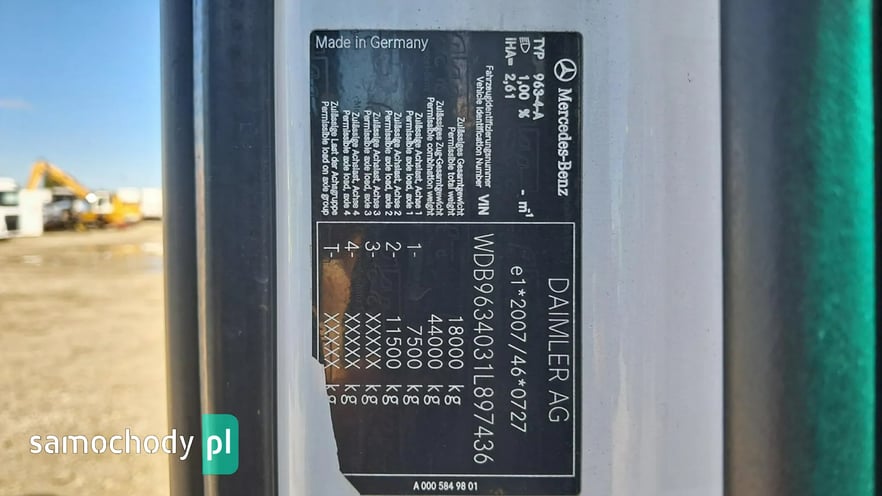 Mercedes-Benz
DAIMLER AG
TYP 963-4-A
1,00 % - m⁻¹
iHA= 2,61
e1*2007/46*0727
Fahrzeugidentifizierungsnummer
Vehicle Identification Number VIN
WDB9634031L897436
Zulässiges Gesamtgewicht
Permissible total weight 18000 kg
Zulässiges Zug-Gesamtgewicht
Permissible combination weight 44000 kg
Zulässige Achslast, Achse 1
Permissible axle load, axle 1 1- 7500 kg
Zulässige Achslast, Achse 2
Permissible axle load, axle 2 2- 11500 kg
Zulässige Achslast, Achse 3
Permissible axle load, axle 3 3- XXXXX kg
Zulässige Achslast, Achse 4
Permissible axle load, axle 4 4- XXXXX kg
Zulässige Last der Achsgruppe
Permissible load on axle group T- XXXXX kg
Made in Germany
A 000 584 98 01
samochody pl